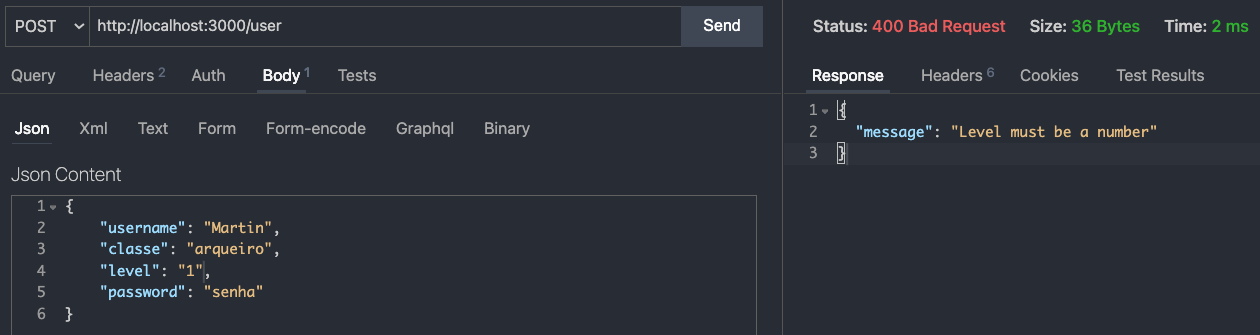 POST http://localhost:3000/user Send
Query Headers 2 Auth Body 1 Tests
Json Xml Text Form Form-encode Graphql Binary
Json Content
1 {
2 "username": "Martin",
3 "classe": "arqueiro",
4 "level": "1",
5 "password": "senha"
6 }
Status: 400 Bad Request Size: 36 Bytes Time: 2 ms
Response Headers 6 Cookies Test Results
1 {
2 "message": "Level must be a number"
3 }